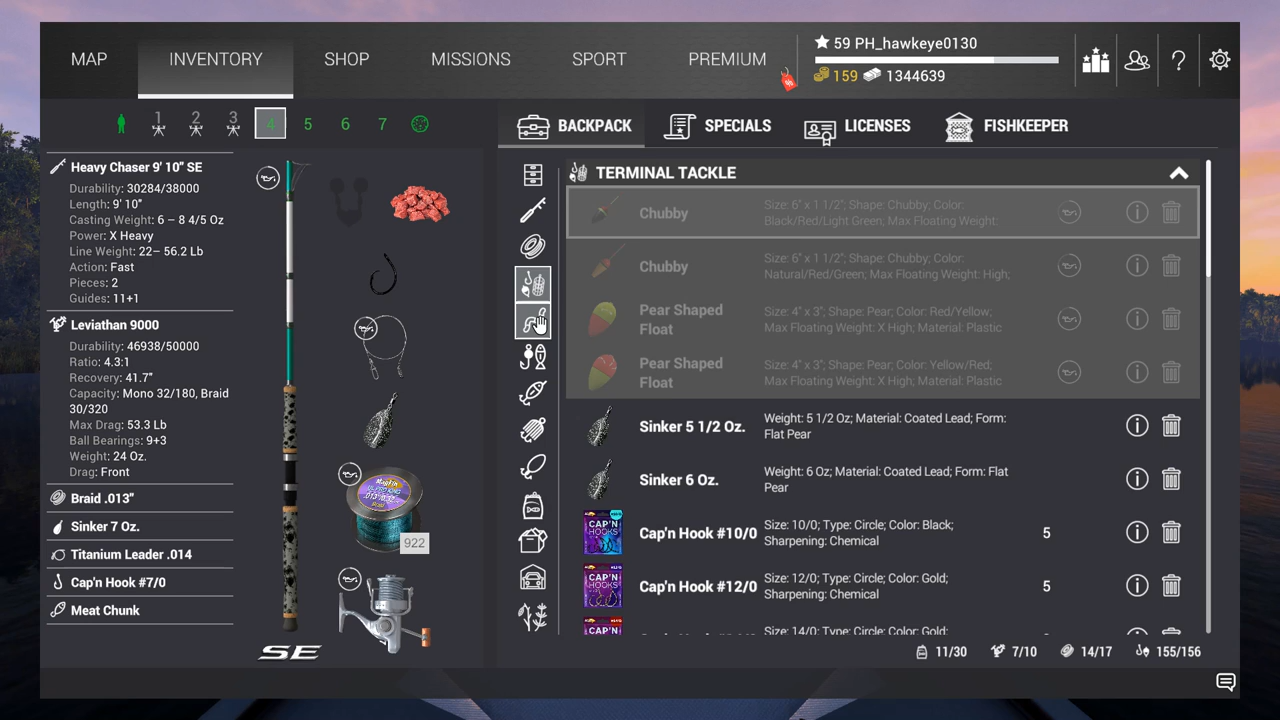 MAP
INVENTORY
SHOP
MISSIONS
SPORT
PREMIUM
59 PH_hawkeye0130
159 1344639
1
2
3
4
5
6
7
BACKPACK
SPECIALS
LICENSES
FISHKEEPER
Heavy Chaser 9' 10" SE
Durability: 30284/38000
Length: 9' 10"
Casting Weight: 6 – 8 4/5 Oz
Power: X Heavy
Line Weight: 22– 56.2 Lb
Action: Fast
Pieces: 2
Guides: 11+1
Leviathan 9000
Durability: 46938/50000
Ratio: 4.3:1
Recovery: 41.7"
Capacity: Mono 32/180, Braid
30/320
Max Drag: 53.3 Lb
Ball Bearings: 9+3
Weight: 24 Oz.
Drag: Front
Braid .013"
Sinker 7 Oz.
Titanium Leader .014
Cap'n Hook #7/0
Meat Chunk
922
SE
TERMINAL TACKLE
Chubby
Size: 6" x 1 1/2"; Shape: Chubby; Color:
Black/Red/Light Green; Max Floating Weight:
Chubby
Size: 6" x 1 1/2"; Shape: Chubby; Color:
Natural/Red/Green; Max Floating Weight: High;
Pear Shaped
Float
Size: 4" x 3"; Shape: Pear; Color: Red/Yellow;
Max Floating Weight: X High; Material: Plastic
Pear Shaped
Float
Size: 4" x 3"; Shape: Pear; Color: Yellow/Red;
Max Floating Weight: X High; Material: Plastic
Sinker 5 1/2 Oz.
Weight: 5 1/2 Oz; Material: Coated Lead; Form:
Flat Pear
Sinker 6 Oz.
Weight: 6 Oz; Material: Coated Lead; Form: Flat
Pear
CAP'N HOOKS
Cap'n Hook #10/0
Size: 10/0; Type: Circle; Color: Black;
Sharpening: Chemical
5
CAP'N HOOKS
Cap'n Hook #12/0
Size: 12/0; Type: Circle; Color: Gold;
Sharpening: Chemical
5
Size: 14/0; Type: Circle; Color: Gold;
11/30
7/10
14/17
155/156